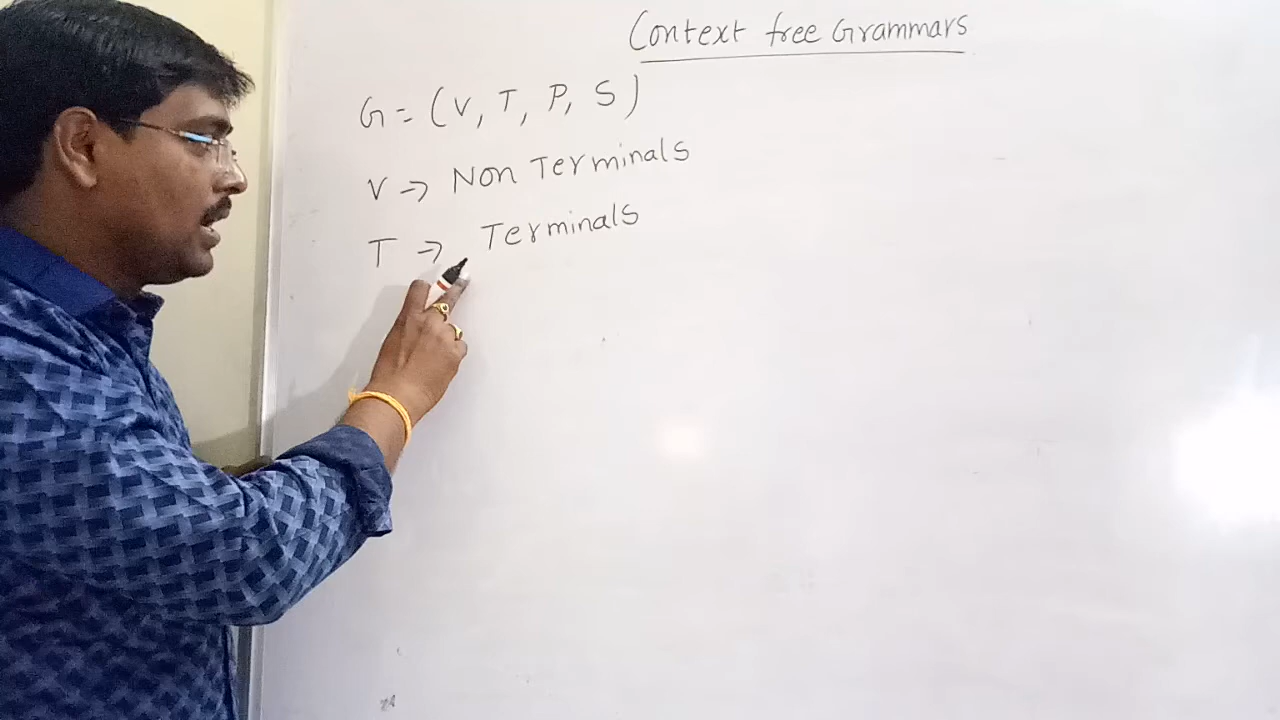 Context free Grammars
G = (V, T, P, S)
V → Non Terminals
T → Terminals